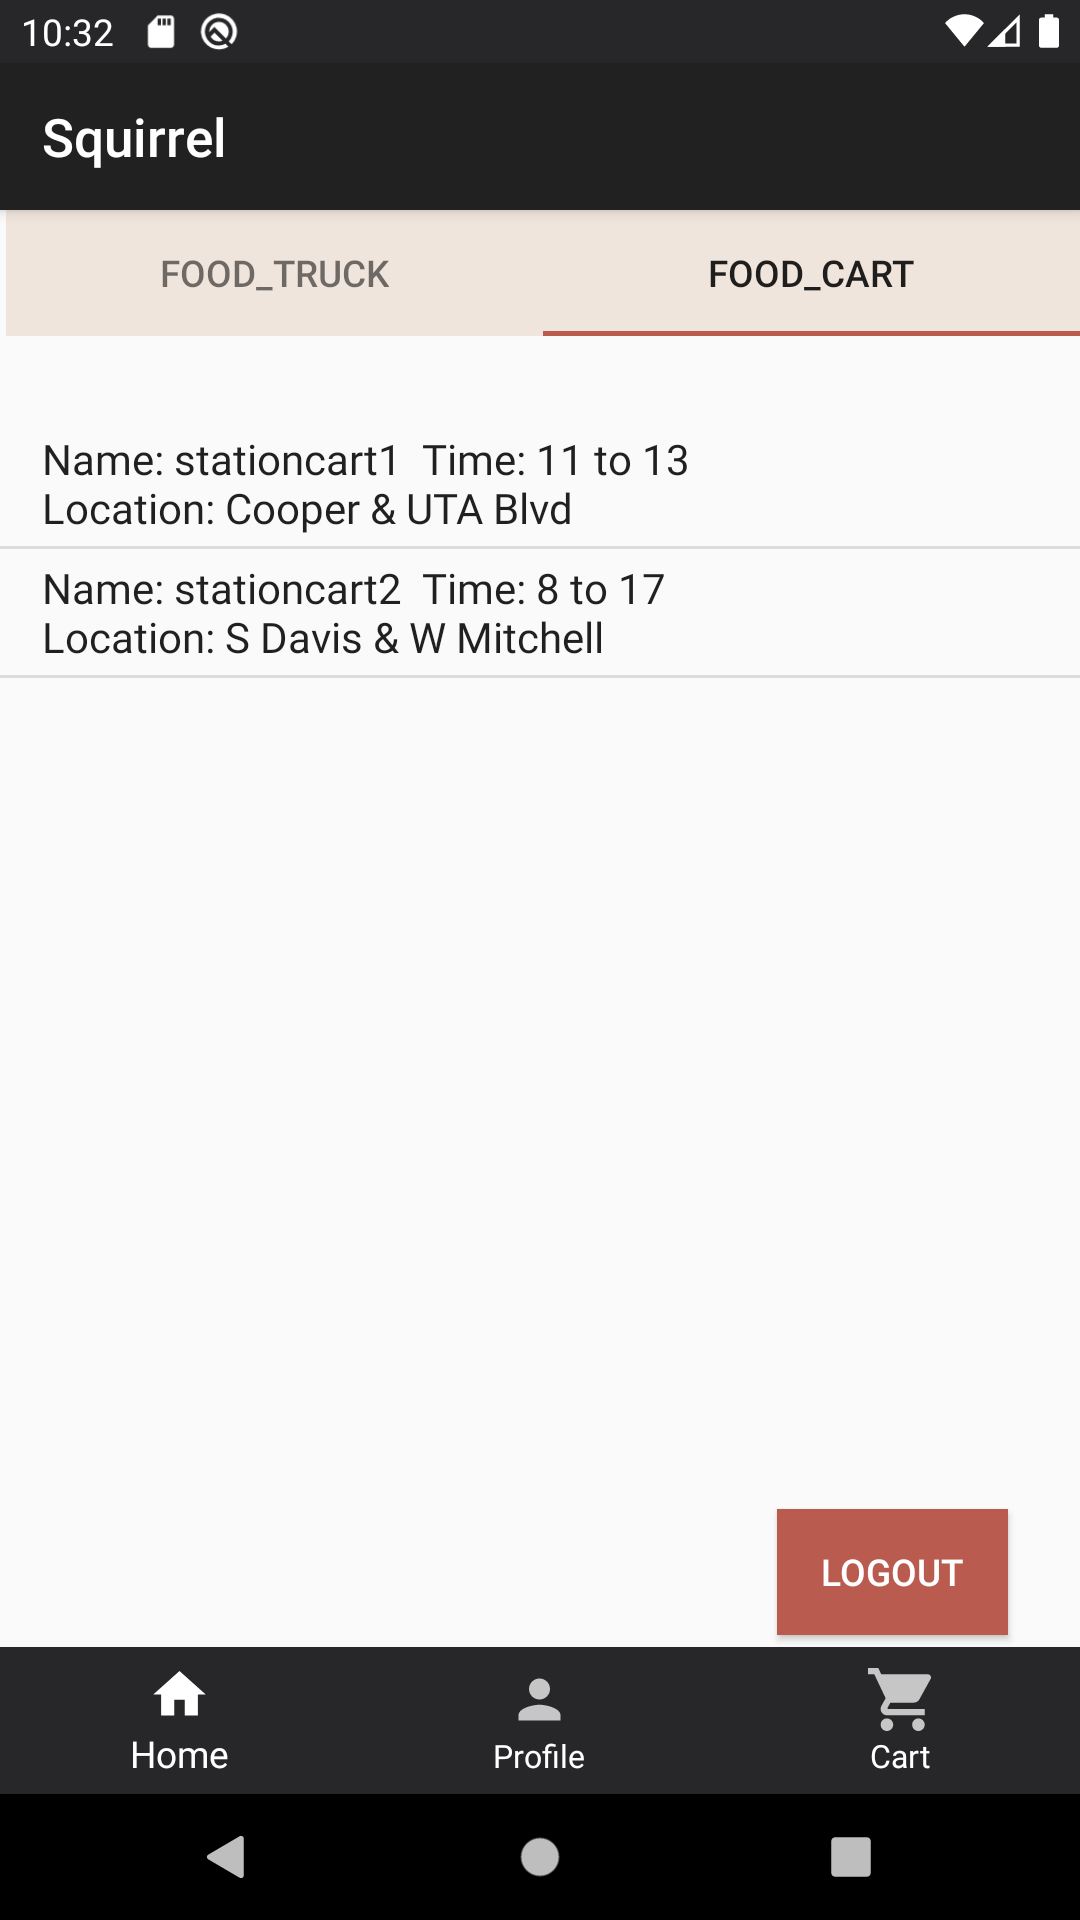 10:32
Squirrel
FOOD_TRUCK
FOOD_CART
Name: stationcart1  Time: 11 to 13
Location: Cooper & UTA Blvd
Name: stationcart2  Time: 8 to 17
Location: S Davis & W Mitchell
LOGOUT
Home
Profile
Cart